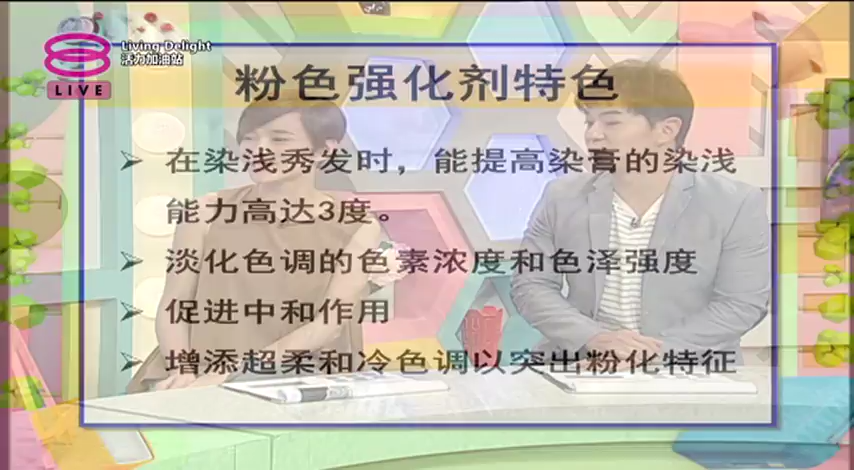 Living Delight
活力加油站
LIVE
粉色强化剂特色
➢ 在染浅秀发时，能提高染膏的染浅
能力高达3度。
➢ 淡化色调的色素浓度和色泽强度
➢ 促进中和作用
➢ 增添超柔和冷色调以突出粉化特征